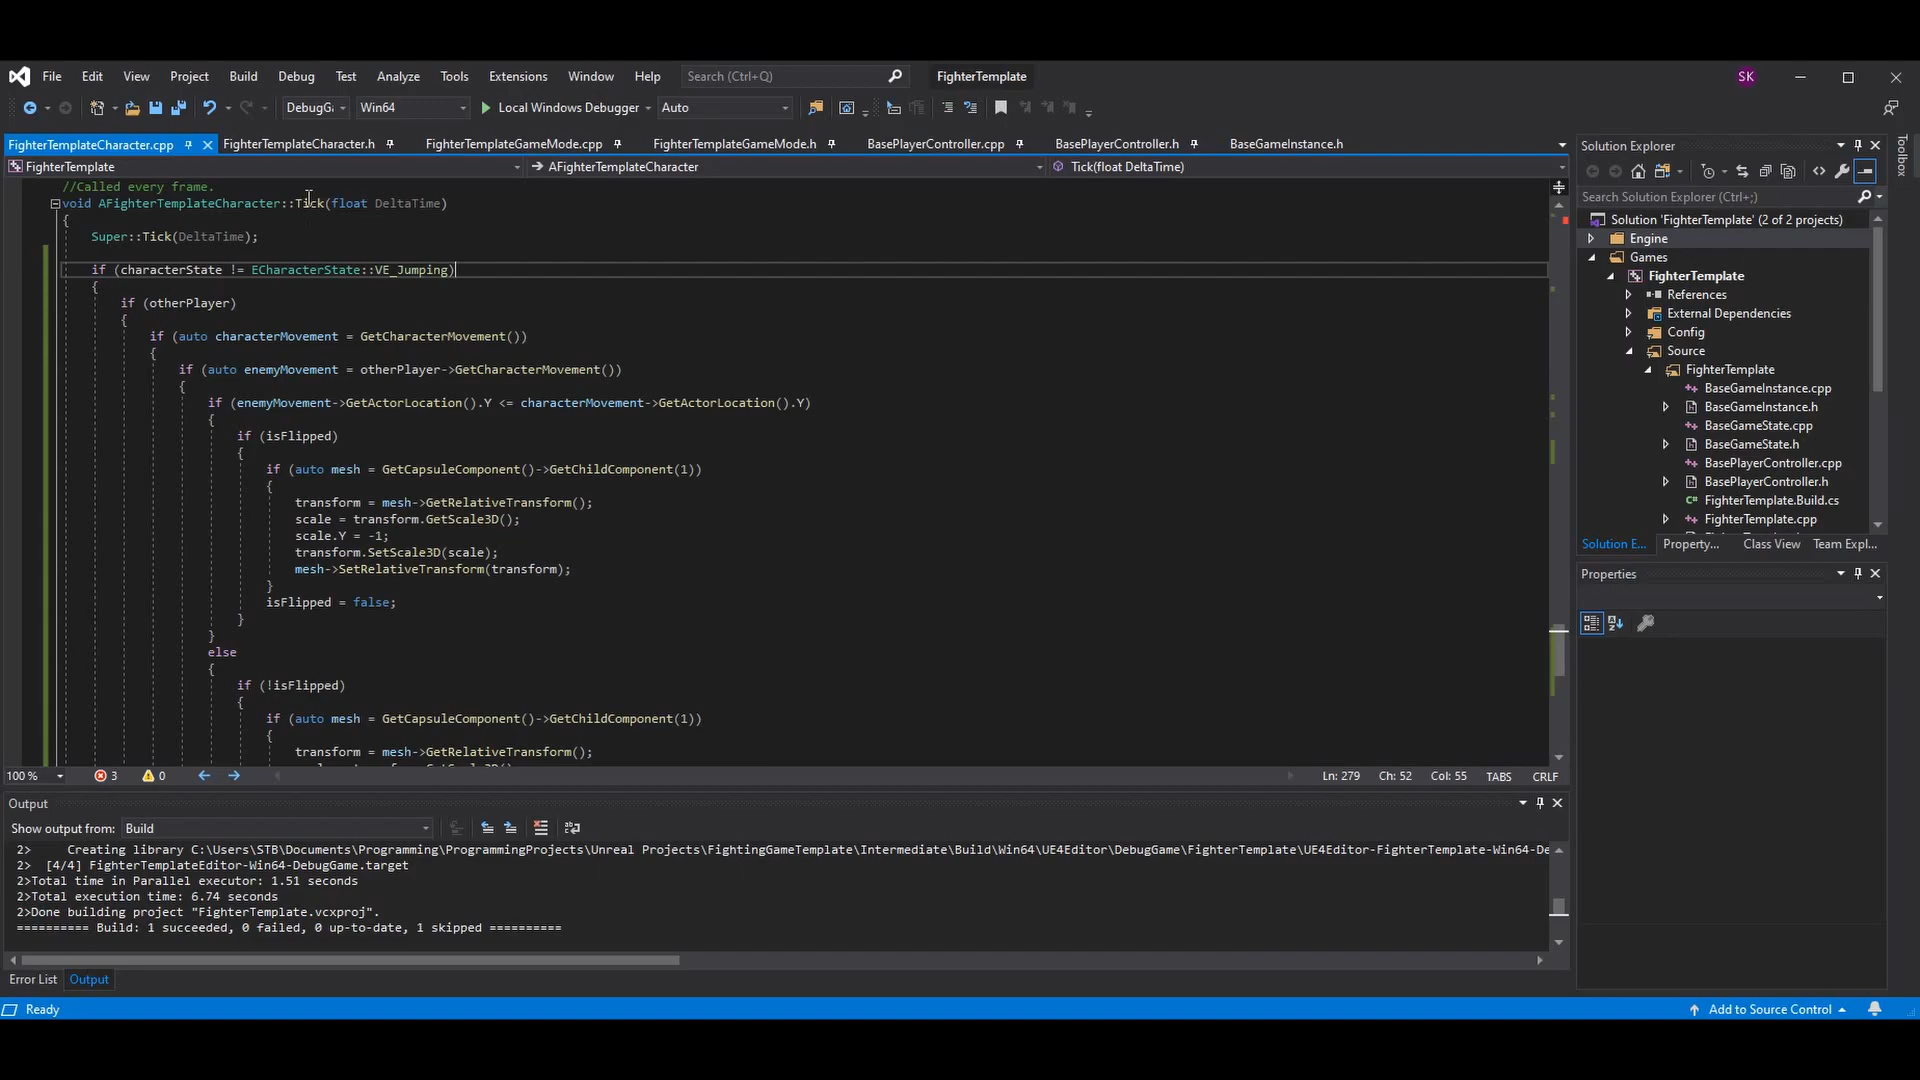 File Edit View Project Build Debug Test Analyze Tools Extensions Window Help Search (Ctrl+Q) FighterTemplate SK
DebugG Win64 Local Windows Debugger Auto
FighterTemplateCharacter.cpp FighterTemplateCharacter.h FighterTemplateGameMode.cpp FighterTemplateGameMode.h BasePlayerController.cpp BasePlayerController.h BaseGameInstance.h
FighterTemplate AFighterTemplateCharacter Tick(float DeltaTime)
//Called every frame.
void AFighterTemplateCharacter::Tick(float DeltaTime)
{
Super::Tick(DeltaTime);
if (characterState != ECharacterState::VE_Jumping)
{
if (otherPlayer)
{
if (auto characterMovement = GetCharacterMovement())
{
if (auto enemyMovement = otherPlayer->GetCharacterMovement())
{
if (enemyMovement->GetActorLocation().Y <= characterMovement->GetActorLocation().Y)
{
if (isFlipped)
{
if (auto mesh = GetCapsuleComponent()->GetChildComponent(1))
{
transform = mesh->GetRelativeTransform();
scale = transform.GetScale3D();
scale.Y = -1;
transform.SetScale3D(scale);
mesh->SetRelativeTransform(transform);
}
isFlipped = false;
}
}
else
{
if (!isFlipped)
{
if (auto mesh = GetCapsuleComponent()->GetChildComponent(1))
{
transform = mesh->GetRelativeTransform();
100 % 3 0 Ln: 279 Ch: 52 Col: 55 TABS CRLF
Output
Show output from: Build
2> Creating library C:\Users\STB\Documents\Programming\ProgrammingProjects\Unreal Projects\FightingGameTemplate\Intermediate\Build\Win64\UE4Editor\DebugGame\FighterTemplate\UE4Editor-FighterTemplate-Win64-De
2> [4/4] FighterTemplateEditor-Win64-DebugGame.target
2>Total time in Parallel executor: 1.51 seconds
2>Total execution time: 6.74 seconds
2>Done building project "FighterTemplate.vcxproj".
========== Build: 1 succeeded, 0 failed, 0 up-to-date, 1 skipped ==========
Error List Output
Ready
Add to Source Control
Solution Explorer
Search Solution Explorer (Ctrl+;)
Solution 'FighterTemplate' (2 of 2 projects)
Engine
Games
FighterTemplate
References
External Dependencies
Config
Source
FighterTemplate
BaseGameInstance.cpp
BaseGameInstance.h
BaseGameState.cpp
BaseGameState.h
BasePlayerController.cpp
BasePlayerController.h
FighterTemplate.Build.cs
FighterTemplate.cpp
Solution E... Property... Class View Team Expl...
Properties
Toolbox